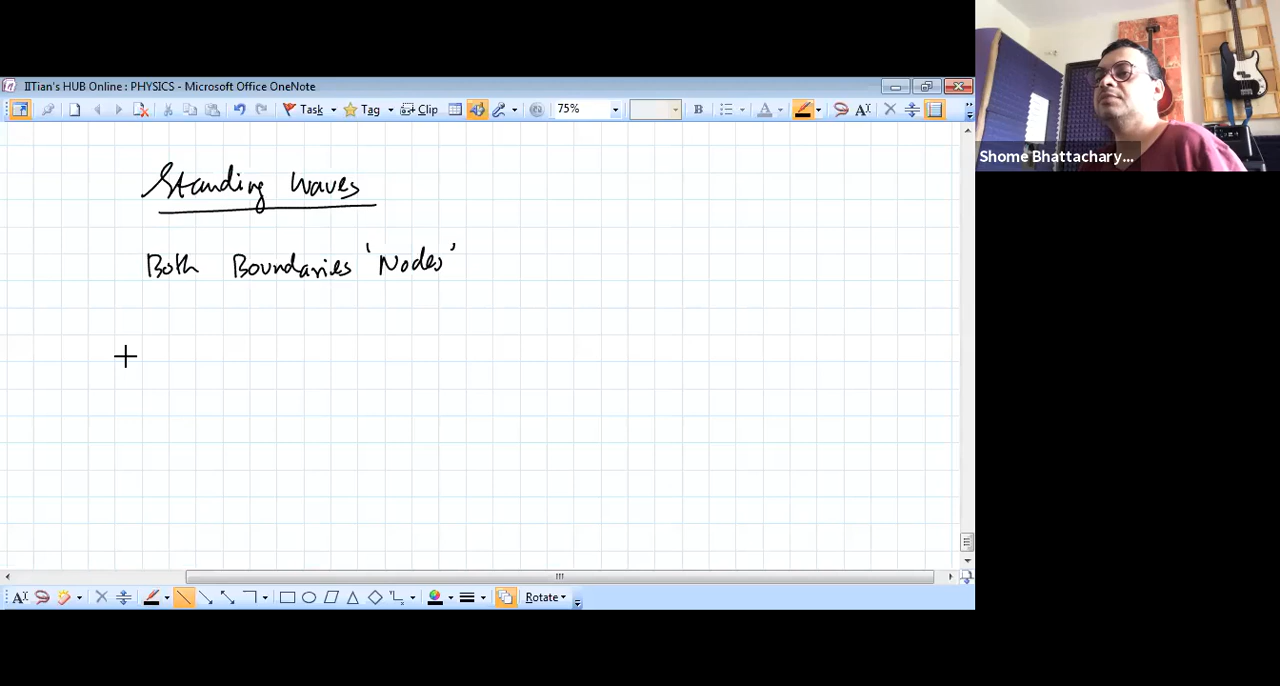 IITian's HUB Online : PHYSICS - Microsoft Office OneNote
Task Tag Clip 75% B A
Shome Bhattachary...
Standing Waves
Both Boundaries 'Nodes'
Rotate